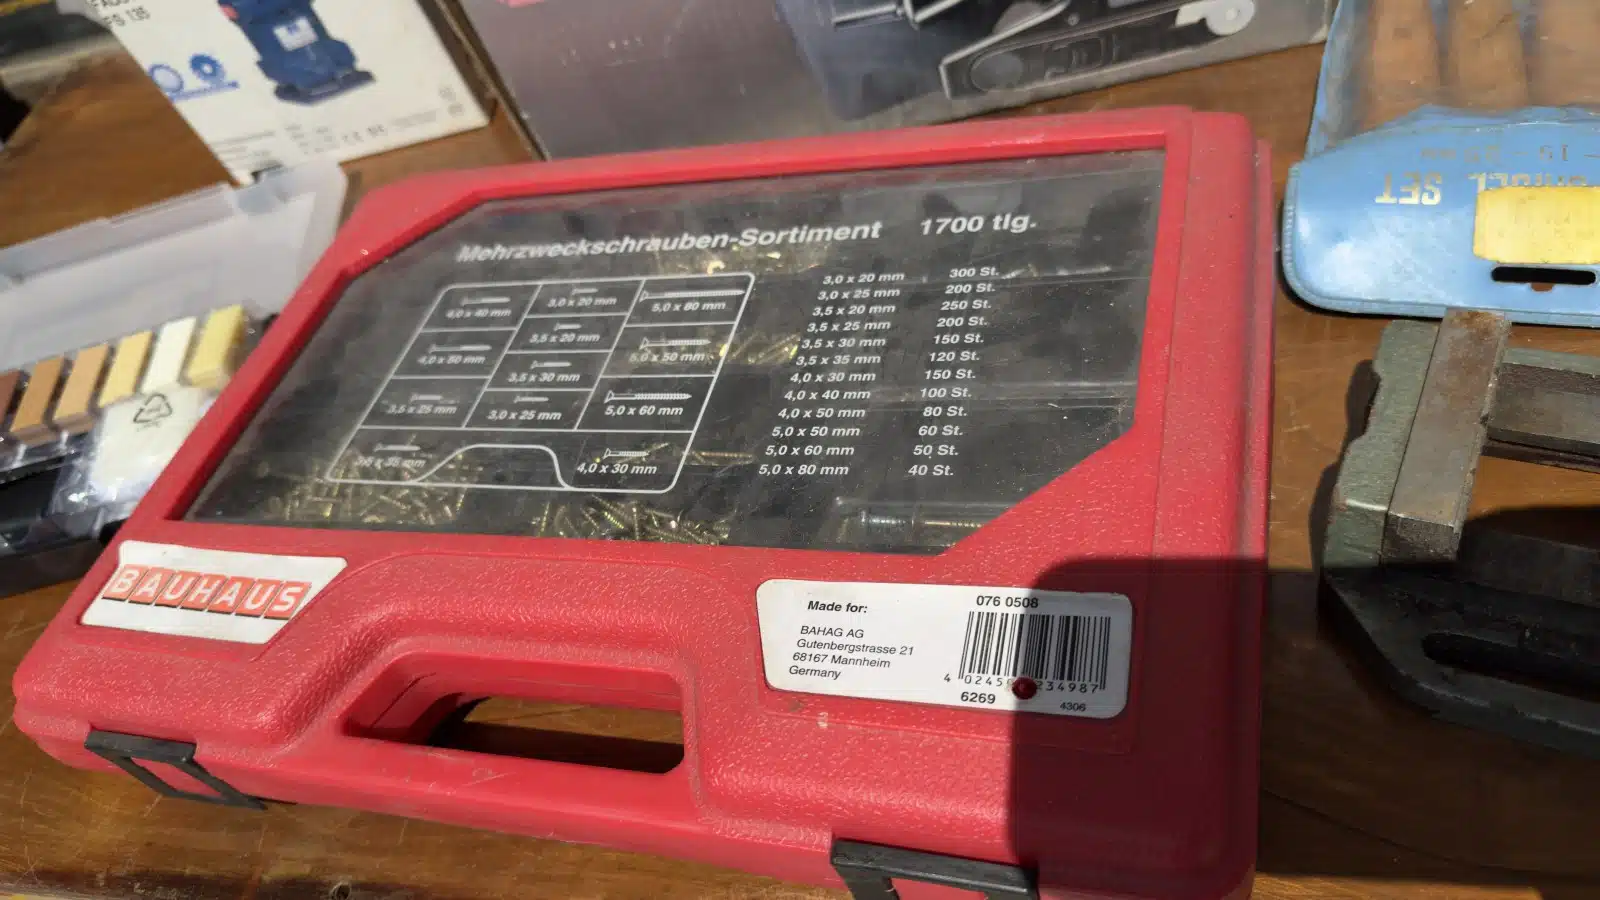 FS 135
SET
Mehrzweckschrauben-Sortiment 1700 tlg.
4,0 x 40 mm
3,0 x 20 mm
5,0 x 80 mm
4,0 x 50 mm
3,5 x 20 mm
5,0 x 50 mm
3,5 x 30 mm
3,5 x 25 mm
3,0 x 25 mm
5,0 x 60 mm
3,5 x 35 mm
4,0 x 30 mm
3,0 x 20 mm 300 St.
3,0 x 25 mm 200 St.
3,5 x 20 mm 250 St.
3,5 x 25 mm 200 St.
3,5 x 30 mm 150 St.
3,5 x 35 mm 120 St.
4,0 x 30 mm 150 St.
4,0 x 40 mm 100 St.
4,0 x 50 mm 80 St.
5,0 x 50 mm 60 St.
5,0 x 60 mm 50 St.
5,0 x 80 mm 40 St.
BAUHAUS
Made for:
BAHAG AG
Gutenbergstrasse 21
68167 Mannheim
Germany
076 0508
6269
4306